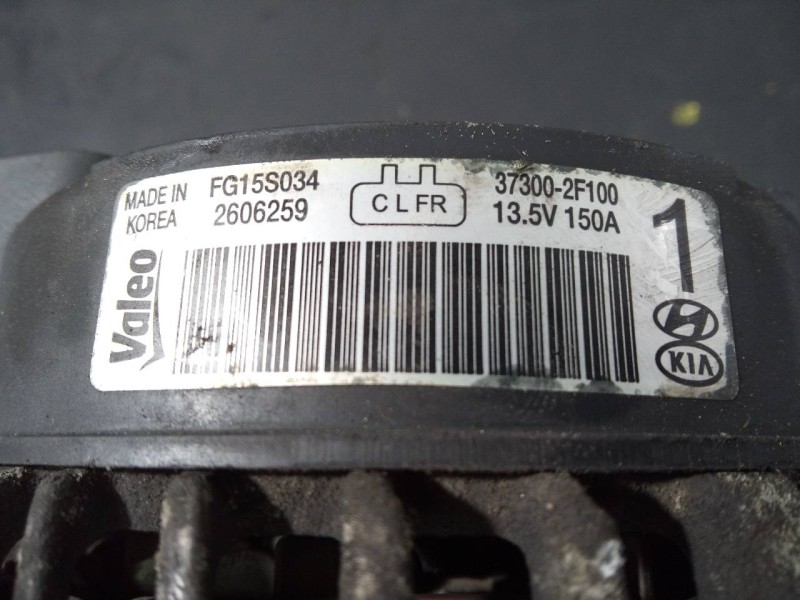 MADE IN KOREA
FG15S034
2606259
C L FR
37300-2F100
13.5V 150A
1
Valeo
KIA